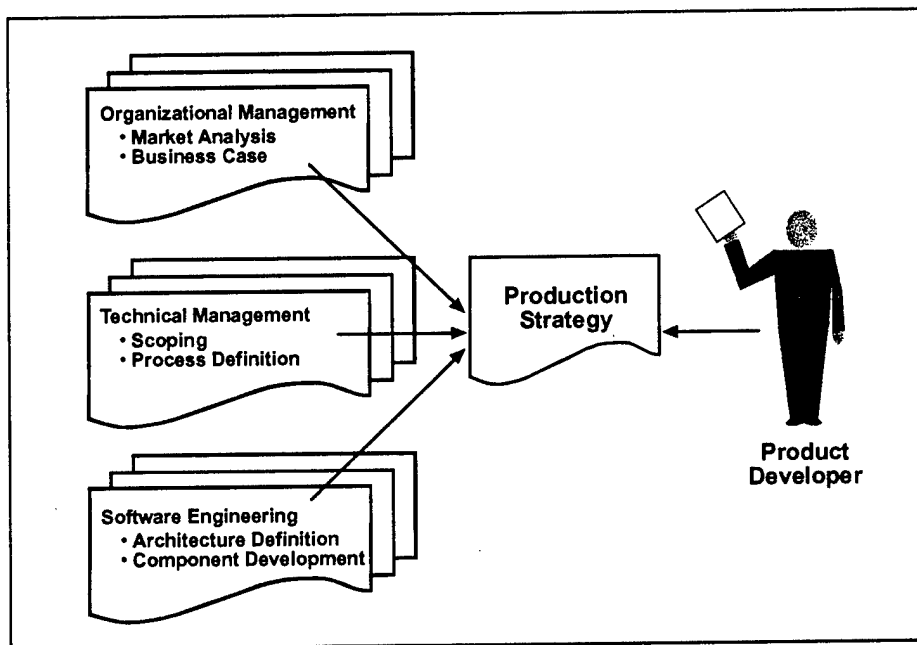 Organizational Management
• Market Analysis
• Business Case
Technical Management
• Scoping
• Process Definition
Software Engineering
• Architecture Definition
• Component Development
Production
Strategy
Product
Developer